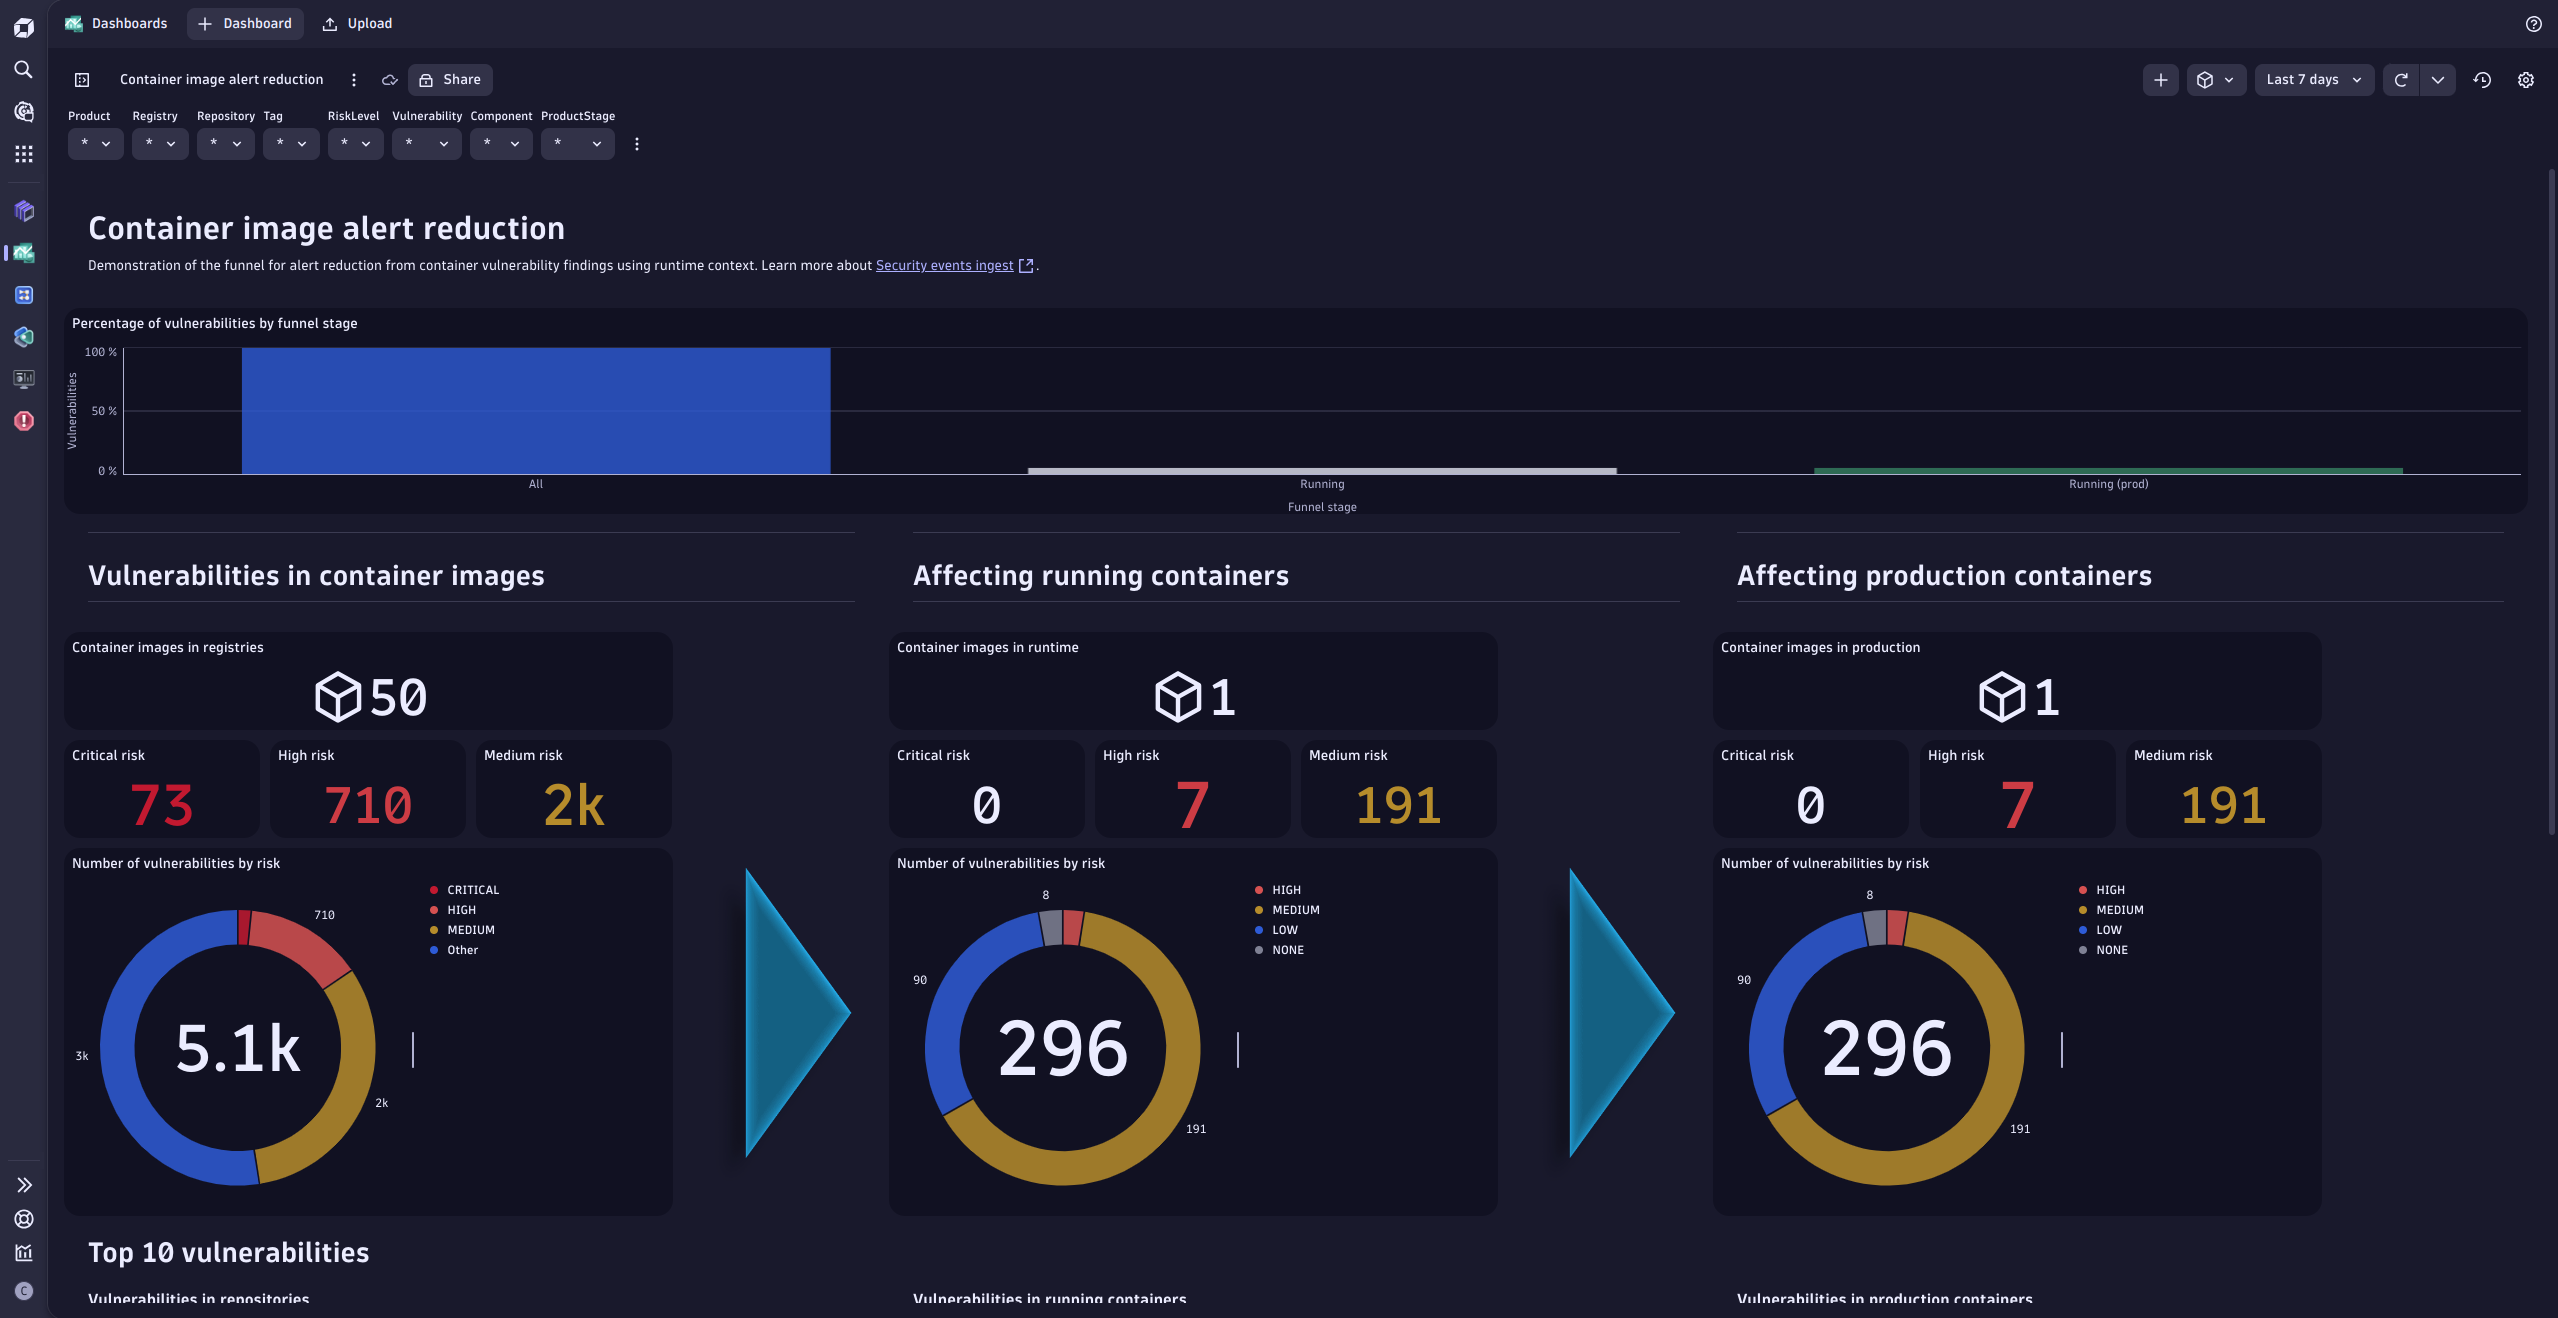 Dashboards
Dashboard
Upload
Container image alert reduction
Share
Last 7 days
Product Registry Repository Tag RiskLevel Vulnerability Component ProductStage
* * * * * * * *
Container image alert reduction
Demonstration of the funnel for alert reduction from container vulnerability findings using runtime context. Learn more about Security events ingest .
Percentage of vulnerabilities by funnel stage
Vulnerabilities
100 %
50 %
0 %
All
Running
Running (prod)
Funnel stage
Vulnerabilities in container images
Affecting running containers
Affecting production containers
Container images in registries
50
Container images in runtime
1
Container images in production
1
Critical risk
73
High risk
710
Medium risk
2k
Critical risk
0
High risk
7
Medium risk
191
Critical risk
0
High risk
7
Medium risk
191
Number of vulnerabilities by risk
710
3k
5.1k
2k
CRITICAL
HIGH
MEDIUM
Other
Number of vulnerabilities by risk
8
90
296
191
HIGH
MEDIUM
LOW
NONE
Number of vulnerabilities by risk
8
90
296
191
HIGH
MEDIUM
LOW
NONE
Top 10 vulnerabilities
Vulnerabilities in repositories
Vulnerabilities in running containers
Vulnerabilities in production containers
C